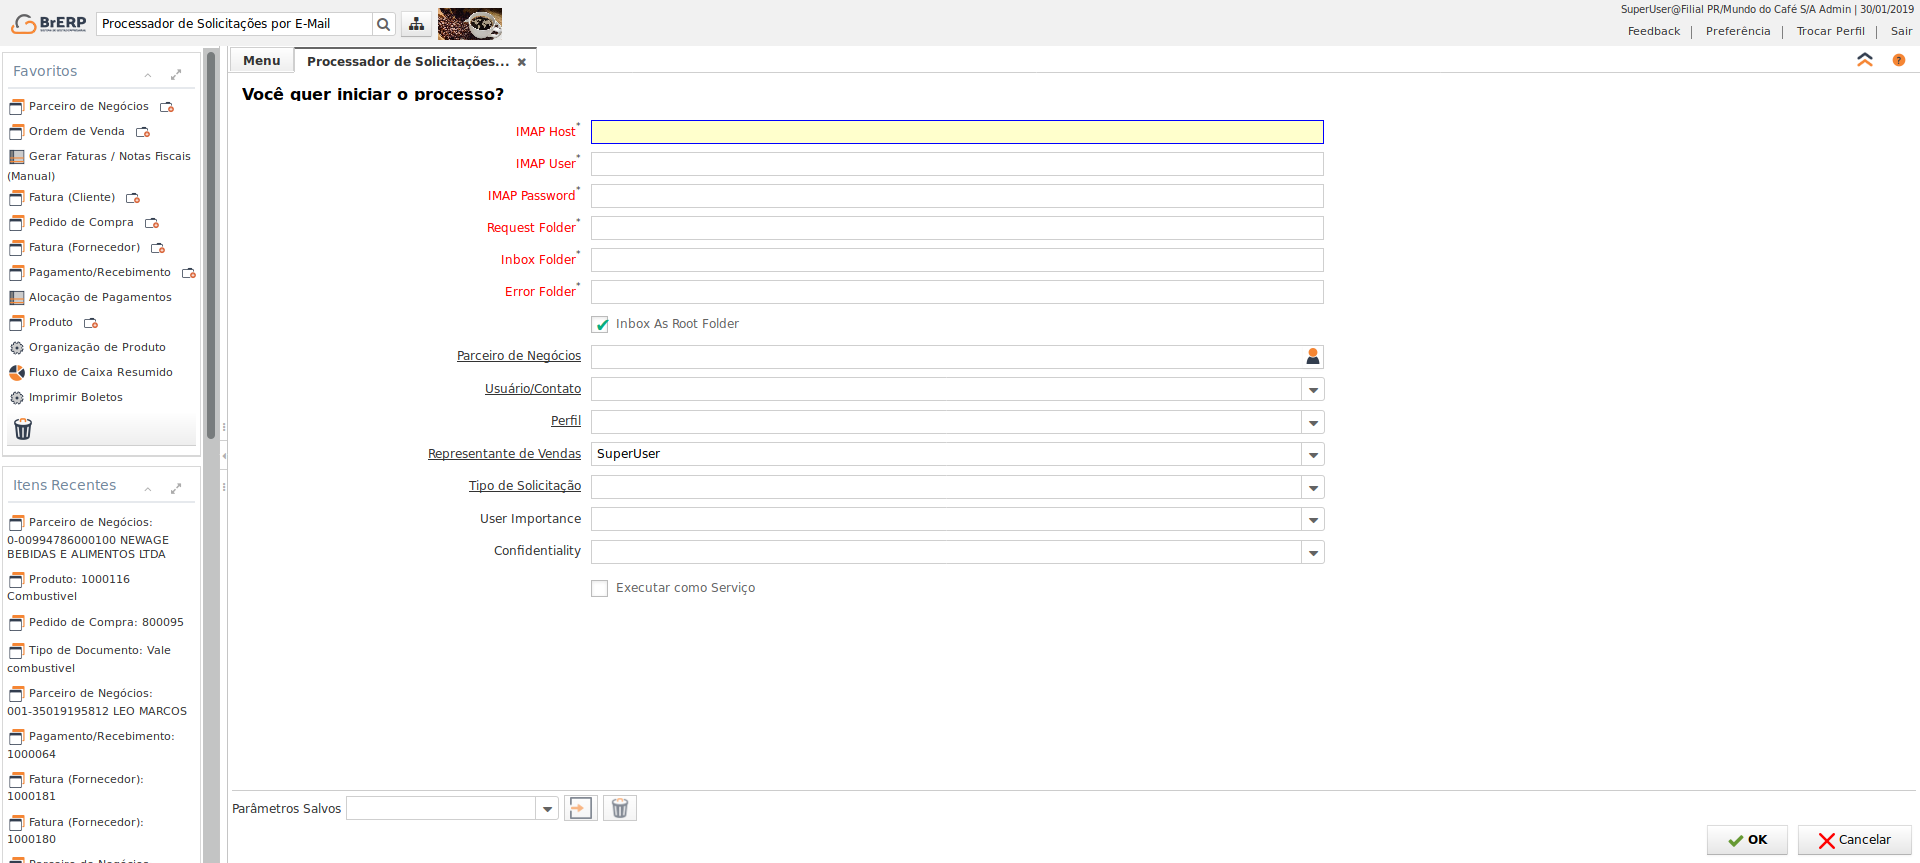 BrERP
Processador de Solicitações por E-Mail
SuperUser@Filial PR/Mundo do Café S/A Admin | 30/01/2019
Feedback | Preferência | Trocar Perfil | Sair
Favoritos
Parceiro de Negócios
Ordem de Venda
Gerar Faturas / Notas Fiscais
(Manual)
Fatura (Cliente)
Pedido de Compra
Fatura (Fornecedor)
Pagamento/Recebimento
Alocação de Pagamentos
Produto
Organização de Produto
Fluxo de Caixa Resumido
Imprimir Boletos
Itens Recentes
Parceiro de Negócios:
0-00994786000100 NEWAGE
BEBIDAS E ALIMENTOS LTDA
Produto: 1000116
Combustivel
Pedido de Compra: 800095
Tipo de Documento: Vale
combustivel
Parceiro de Negócios:
001-35019195812 LEO MARCOS
Pagamento/Recebimento:
1000064
Fatura (Fornecedor):
1000181
Fatura (Fornecedor):
1000180
Parceiro de Negócios
Menu
Processador de Solicitações...
Você quer iniciar o processo?
IMAP Host*
IMAP User*
IMAP Password*
Request Folder*
Inbox Folder*
Error Folder*
Inbox As Root Folder
Parceiro de Negócios
Usuário/Contato
Perfil
Representante de Vendas SuperUser
Tipo de Solicitação
User Importance
Confidentiality
Executar como Serviço
Parâmetros Salvos
OK
Cancelar